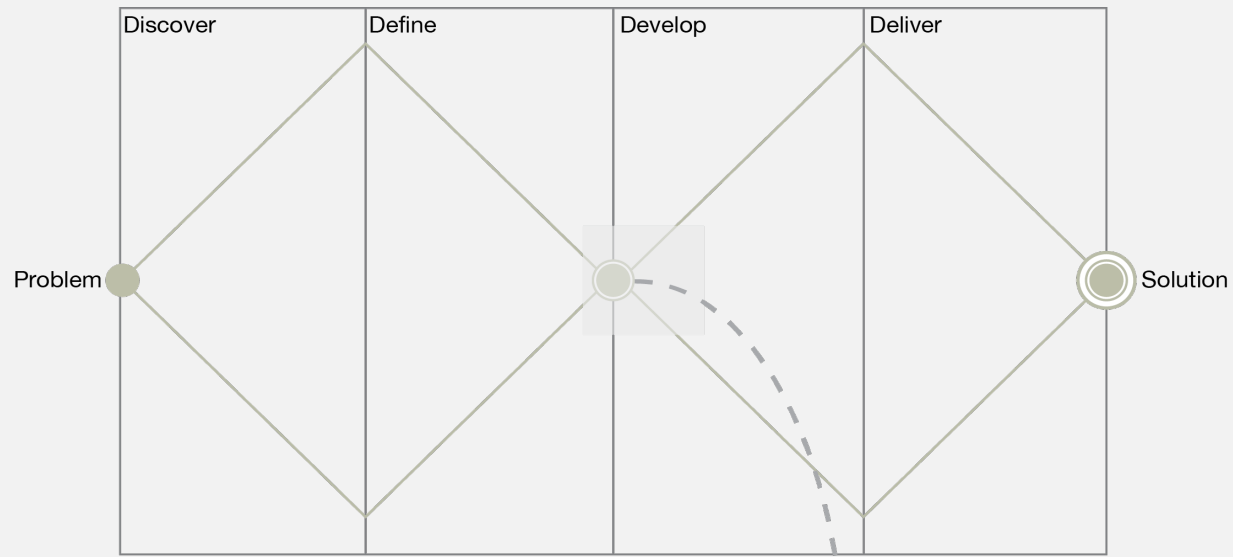 Discover
Define
Develop
Deliver
Problem
Solution